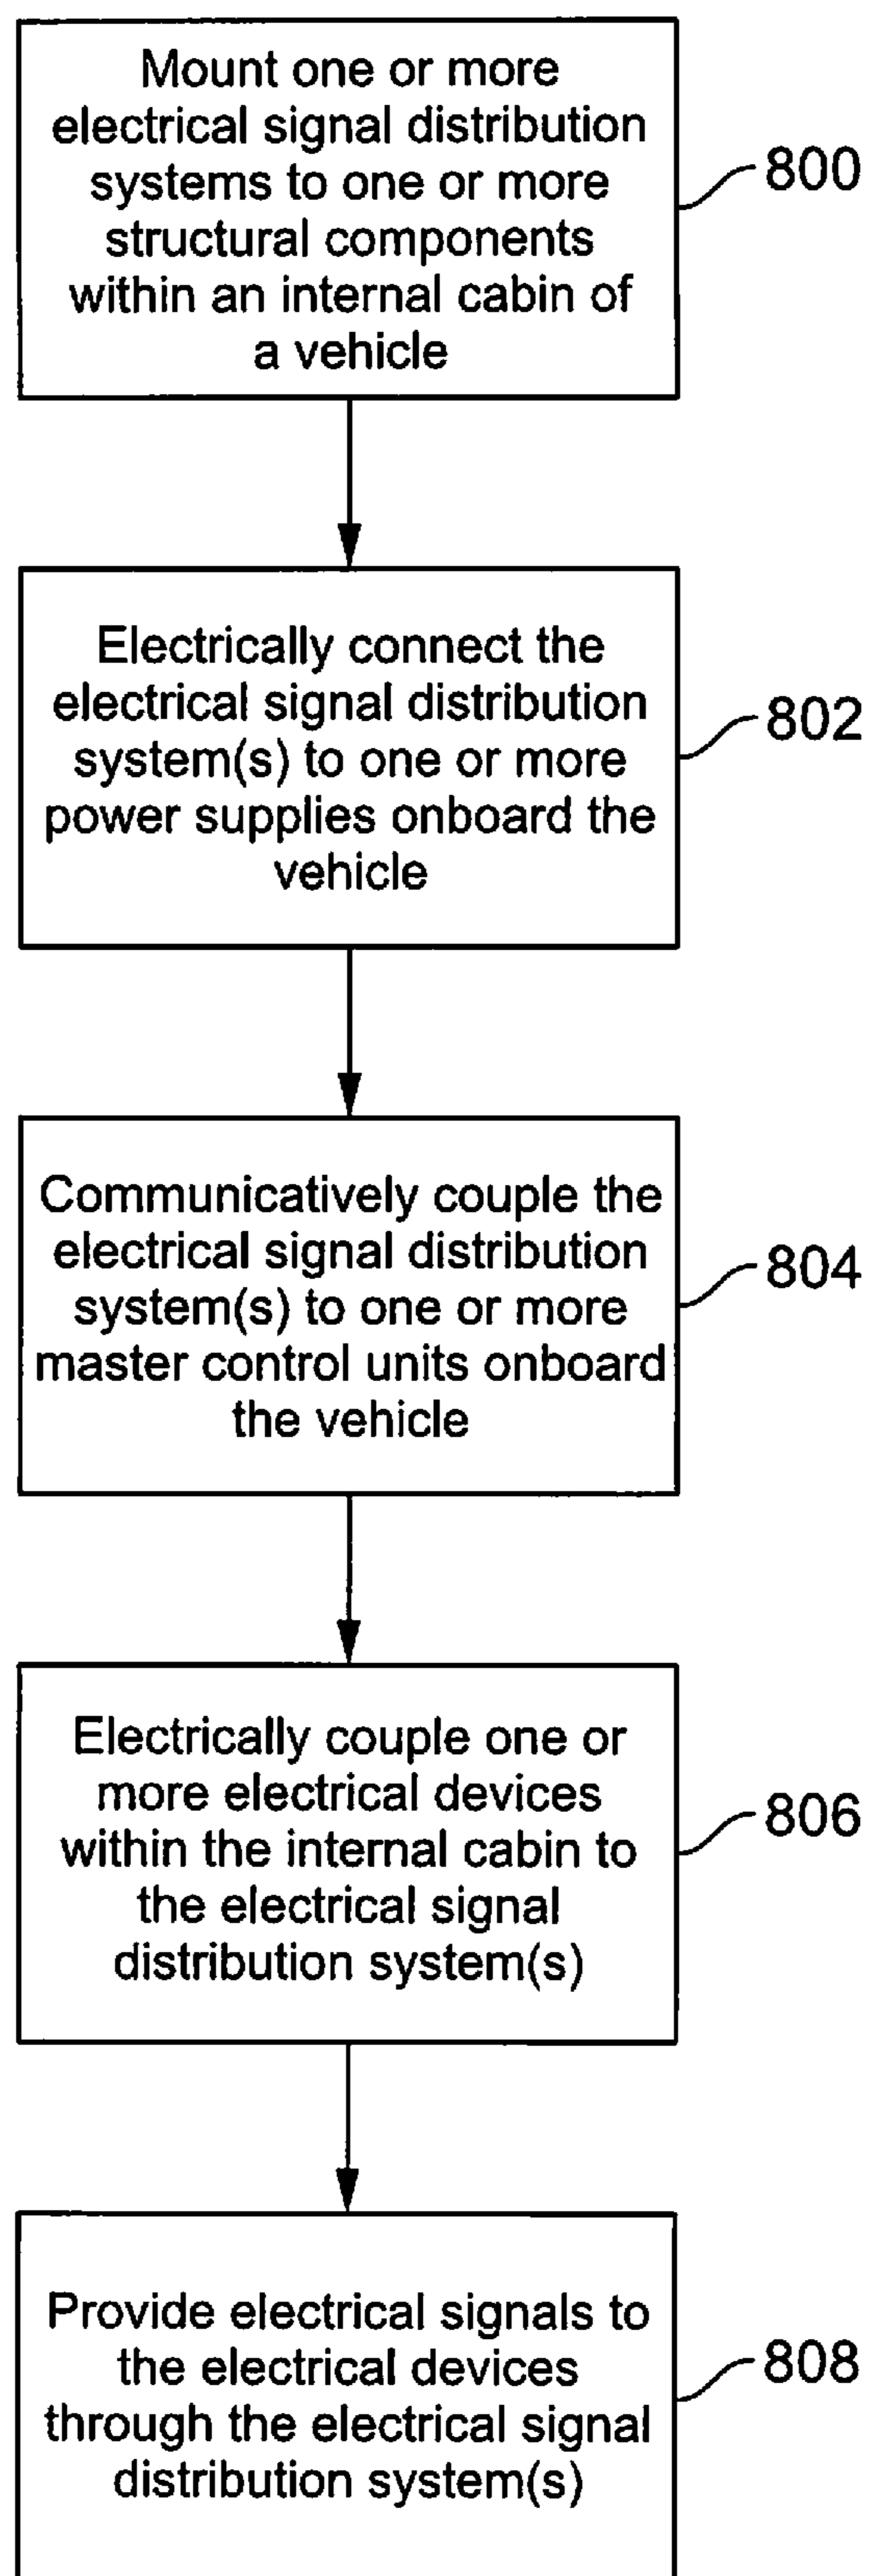 Mount one or more
electrical signal distribution
systems to one or more
structural components
within an internal cabin of
a vehicle
800
Electrically connect the
electrical signal distribution
system(s) to one or more
power supplies onboard the
vehicle
802
Communicatively couple the
electrical signal distribution
system(s) to one or more
master control units onboard
the vehicle
804
Electrically couple one or
more electrical devices
within the internal cabin to
the electrical signal
distribution system(s)
806
Provide electrical signals to
the electrical devices
through the electrical signal
distribution system(s)
808